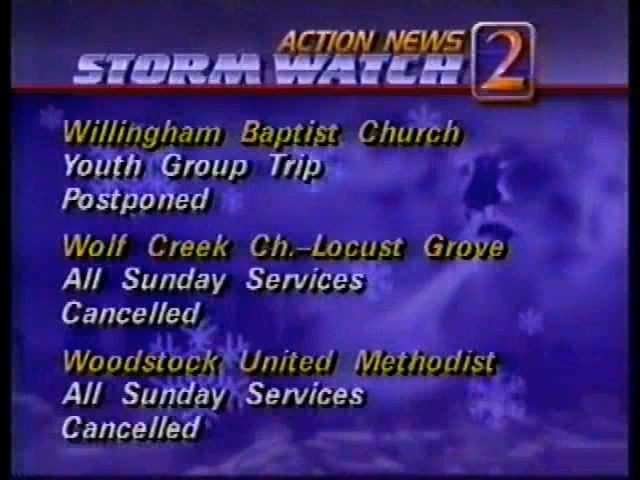 ACTION NEWS
STORM WATCH 2
Willingham Baptist Church
Youth Group Trip
Postponed
Wolf Creek Ch.–Locust Grove
All Sunday Services
Cancelled
Woodstock United Methodist
All Sunday Services
Cancelled